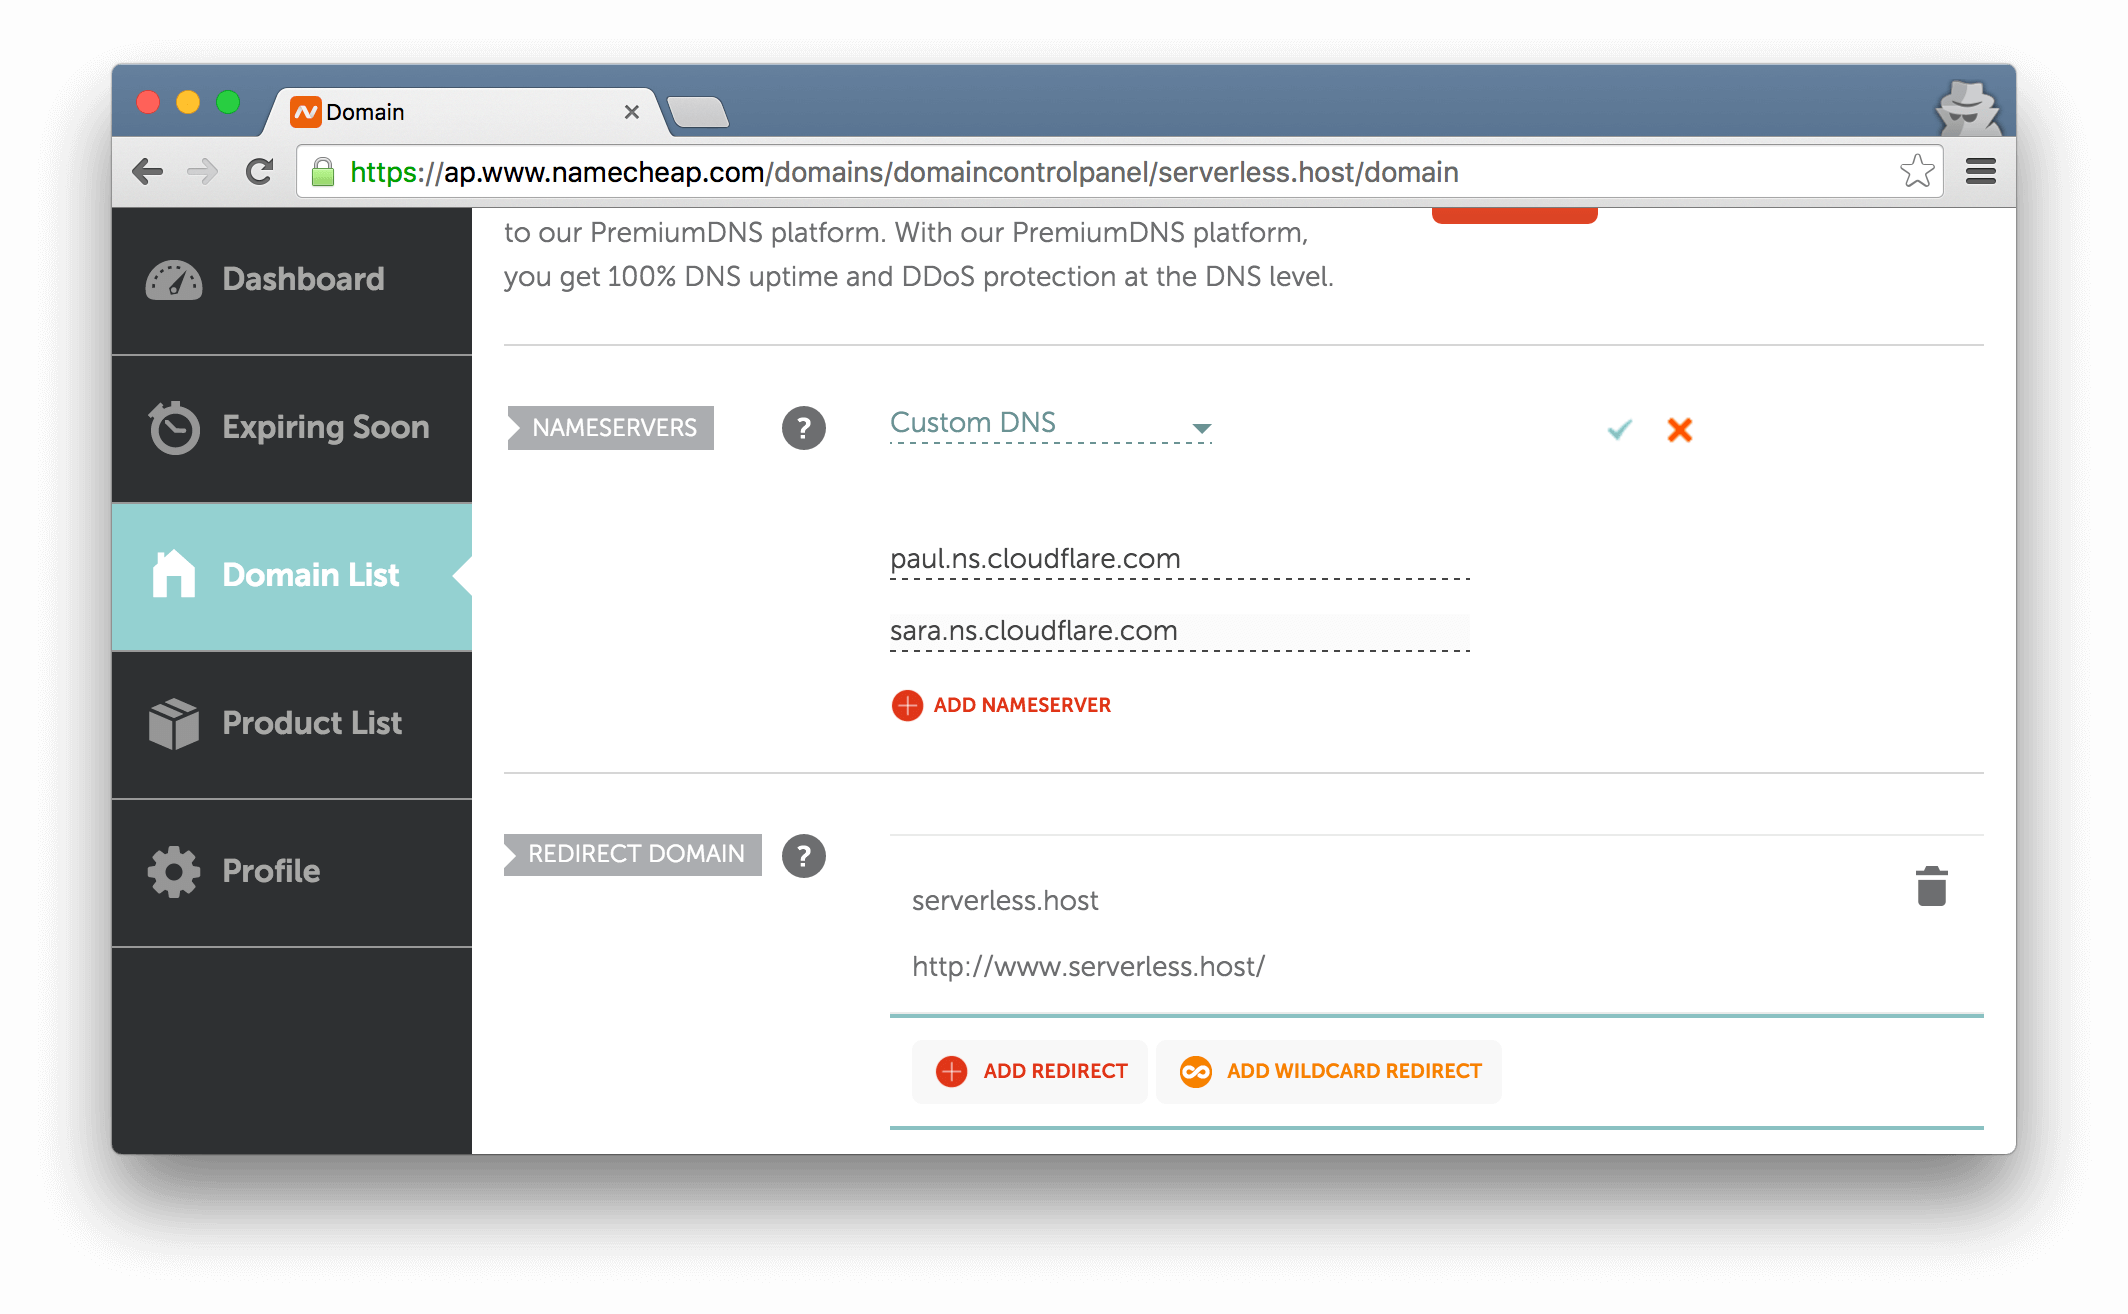 Domain
https://ap.www.namecheap.com/domains/domaincontrolpanel/serverless.host/domain
Dashboard
Expiring Soon
Domain List
Product List
Profile
to our PremiumDNS platform. With our PremiumDNS platform,
you get 100% DNS uptime and DDoS protection at the DNS level.
NAMESERVERS
?
Custom DNS
paul.ns.cloudflare.com
sara.ns.cloudflare.com
ADD NAMESERVER
REDIRECT DOMAIN
?
serverless.host
http://www.serverless.host/
ADD REDIRECT
ADD WILDCARD REDIRECT